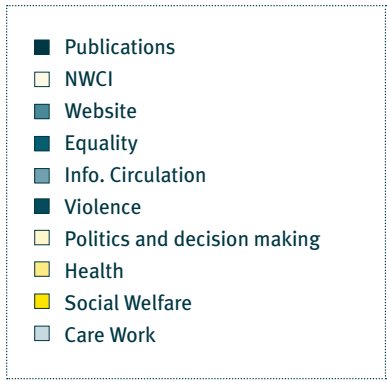 Publications
NWCI
Website
Equality
Info. Circulation
Violence
Politics and decision making
Health
Social Welfare
Care Work